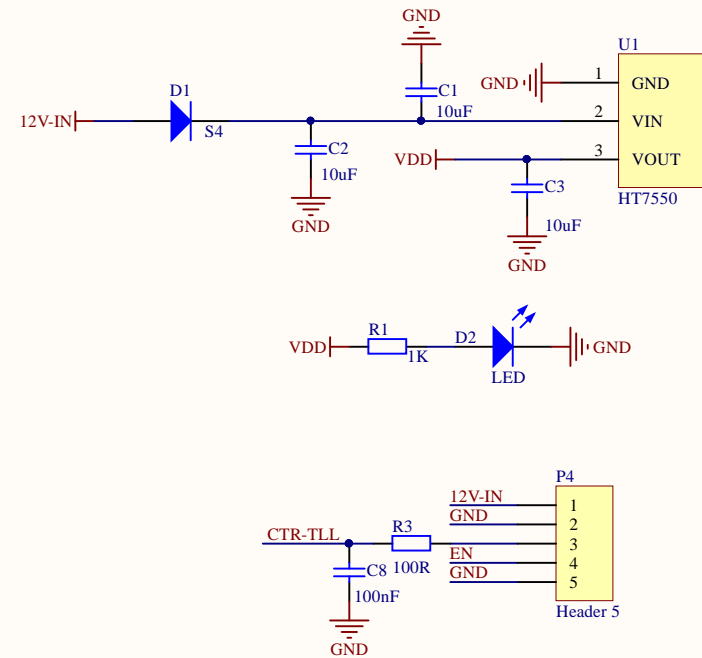 GND
U1
D1
C1
GND
1
GND
12V-IN
S4
10uF
2
VIN
C2
VDD
3
VOUT
10uF
C3
HT7550
GND
10uF
GND
R1
D2
VDD
1K
GND
LED
P4
12V-IN
1
GND
2
CTR-TLL
R3
3
EN
4
C8
100R
GND
5
100nF
Header 5
GND